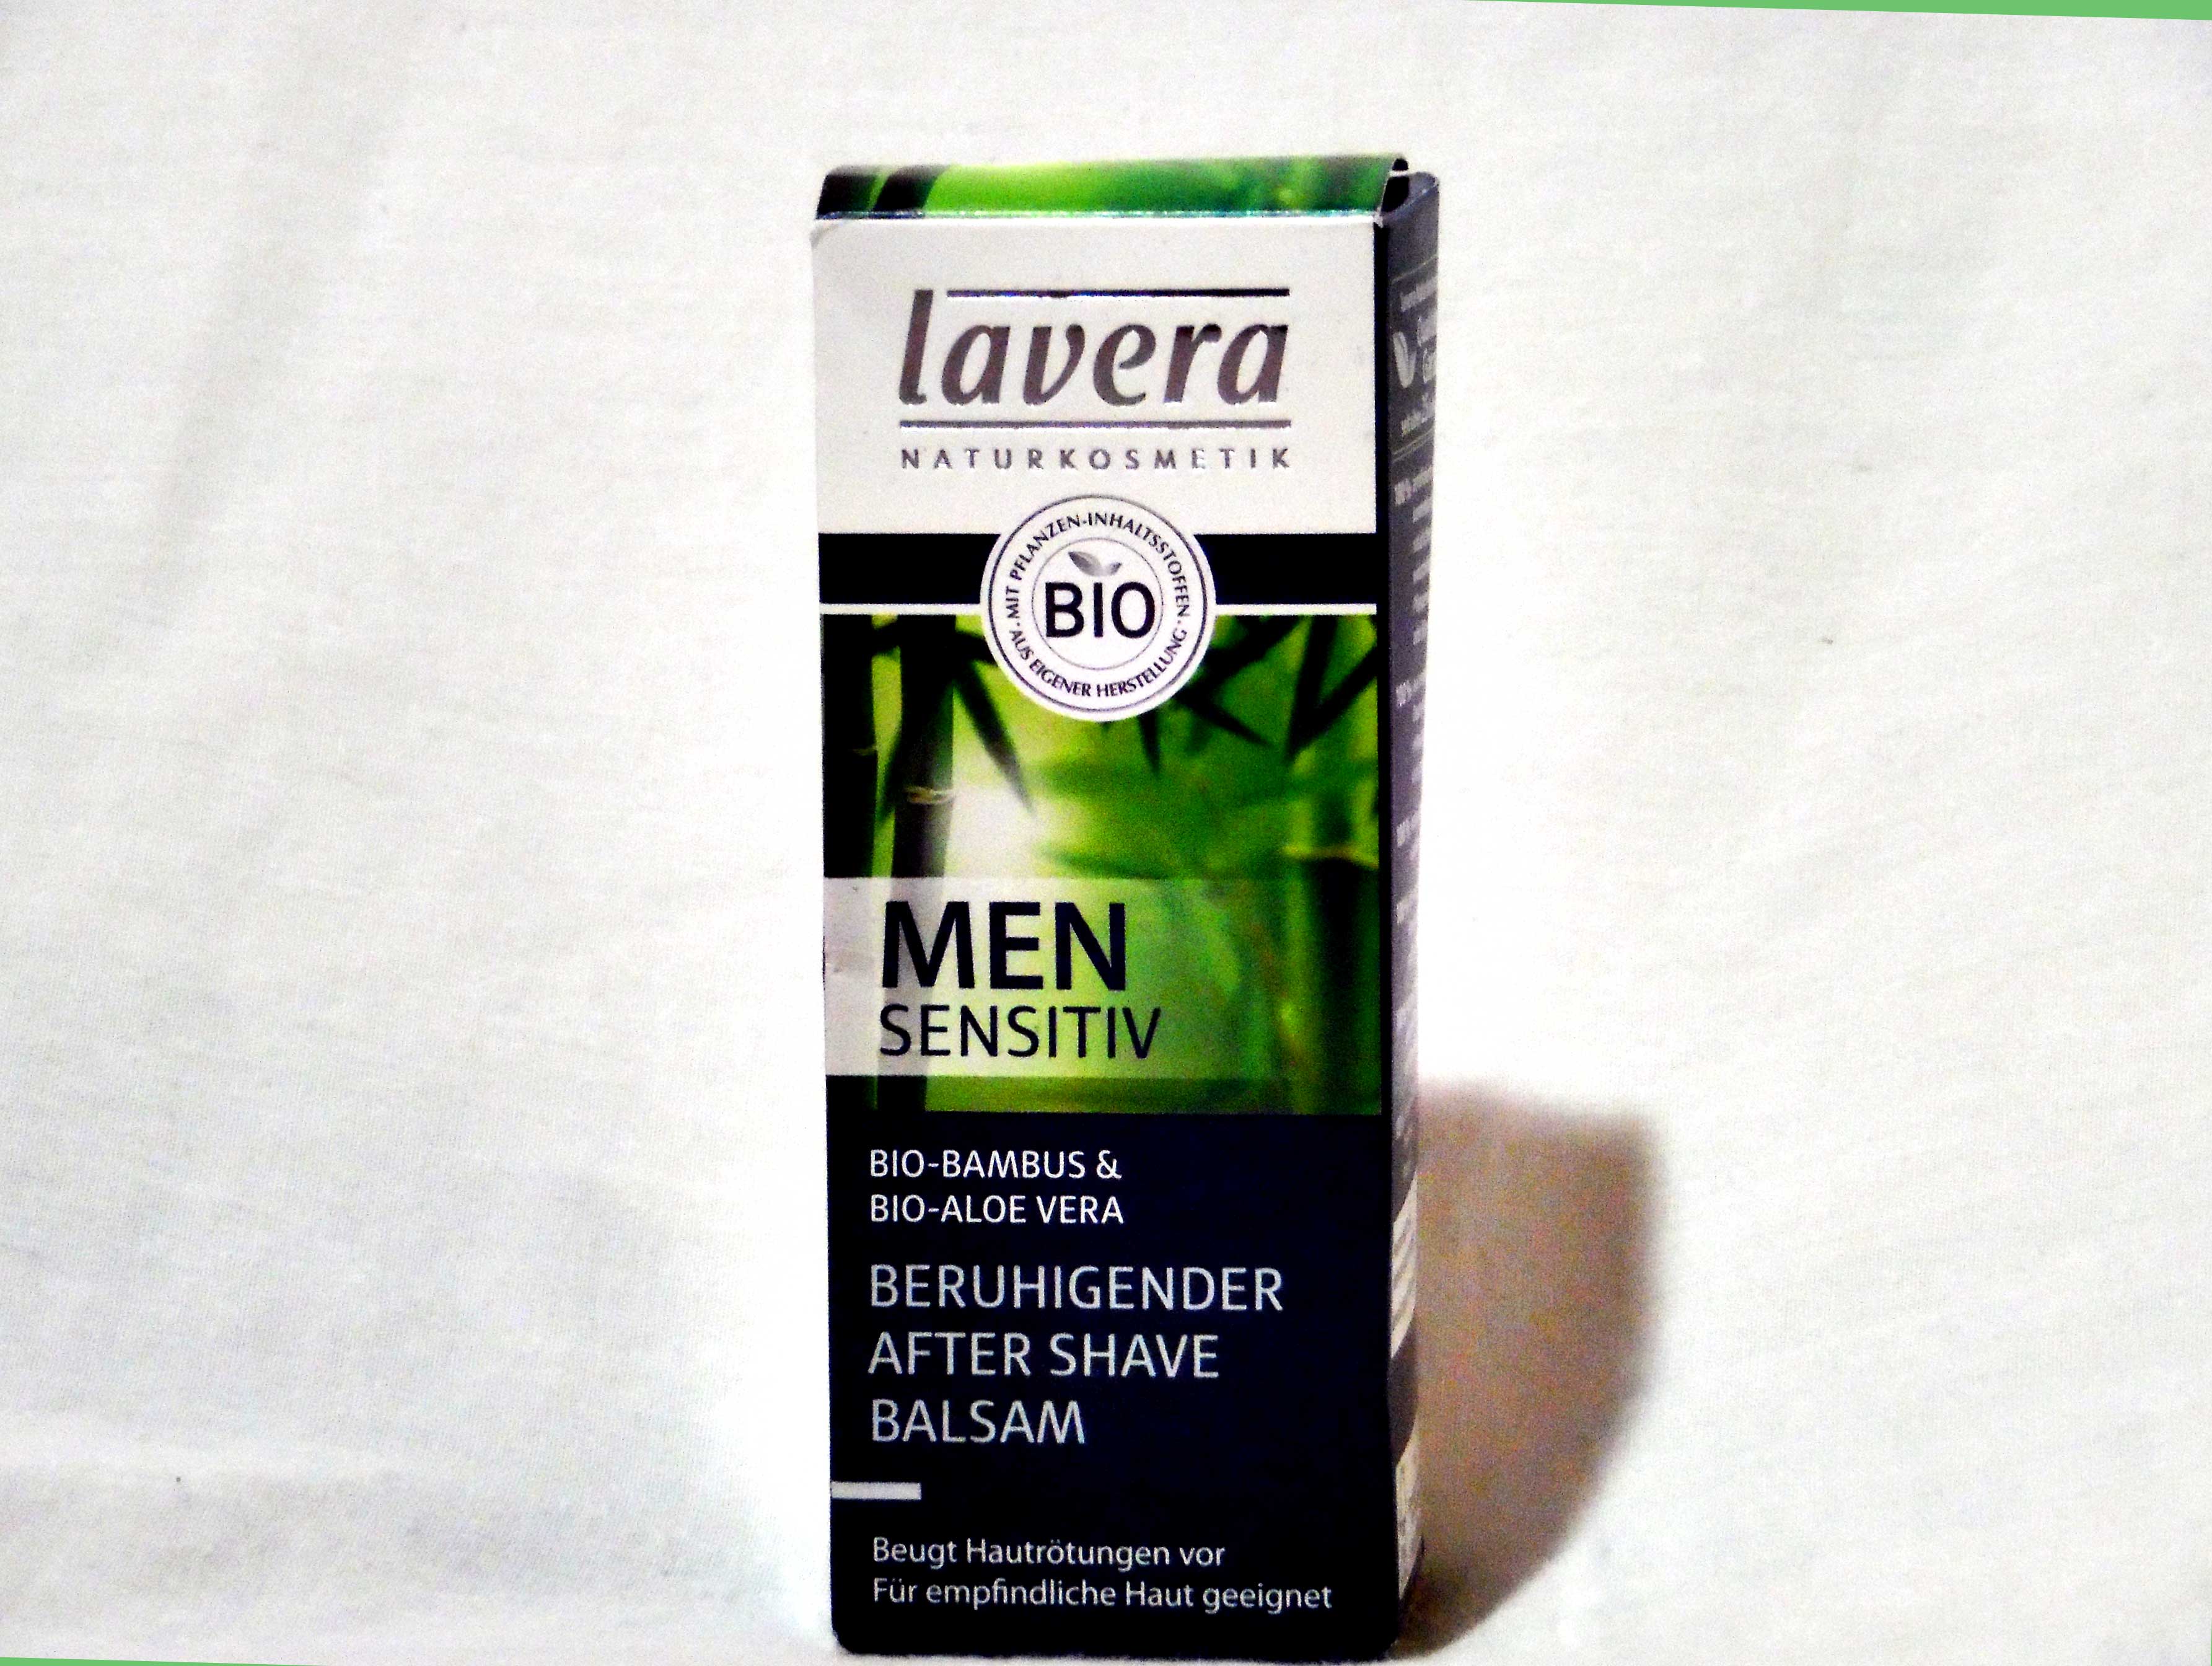 lavera
NATURKOSMETIK
MIT PFLANZEN-INHALTSSTOFFEN
BIO
AUS EIGENER HERSTELLUNG
MEN
SENSITIV
BIO-BAMBUS &
BIO-ALOE VERA
BERUHIGENDER
AFTER SHAVE
BALSAM
Beugt Hautrötungen vor
Für empfindliche Haut geeignet